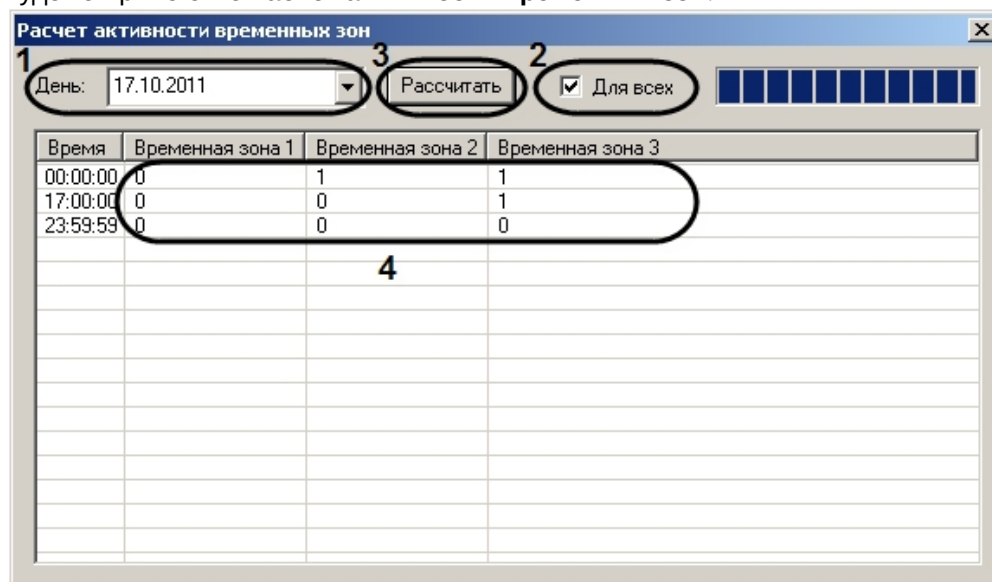 Расчет активности временных зон
1 3 2
День: 17.10.2011 Рассчитать Для всех
Время Временная зона 1 Временная зона 2 Временная зона 3
00:00:00 0 1 1
17:00:00 0 0 1
23:59:59 0 0 0
4